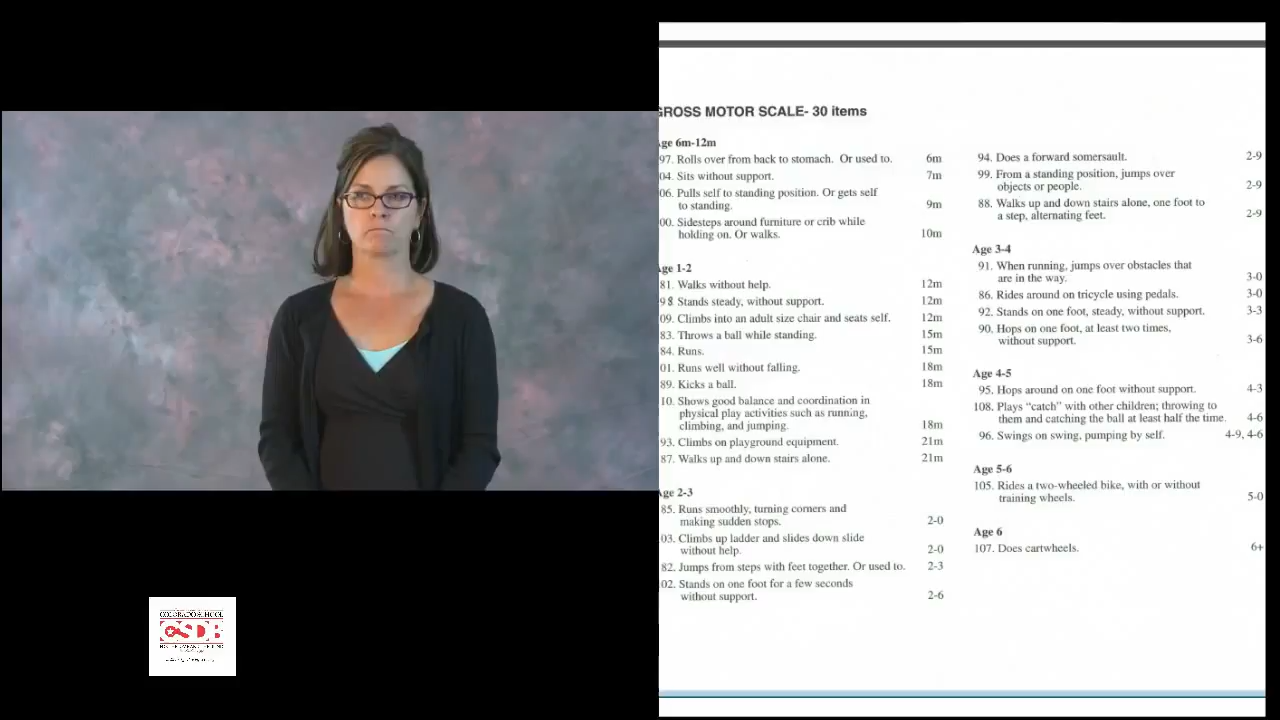 GROSS MOTOR SCALE- 30 items
Age 6m-12m
97. Rolls over from back to stomach. Or used to. 6m
04. Sits without support. 7m
06. Pulls self to standing position. Or gets self
to standing. 9m
00. Sidesteps around furniture or crib while
holding on. Or walks. 10m
Age 1-2
81. Walks without help. 12m
98. Stands steady, without support. 12m
09. Climbs into an adult size chair and seats self. 12m
83. Throws a ball while standing. 15m
84. Runs. 15m
01. Runs well without falling. 18m
89. Kicks a ball. 18m
10. Shows good balance and coordination in
physical play activities such as running,
climbing, and jumping. 18m
93. Climbs on playground equipment. 21m
87. Walks up and down stairs alone. 21m
Age 2-3
85. Runs smoothly, turning corners and
making sudden stops. 2-0
03. Climbs up ladder and slides down slide
without help. 2-0
82. Jumps from steps with feet together. Or used to. 2-3
02. Stands on one foot for a few seconds
without support. 2-6
94. Does a forward somersault. 2-9
99. From a standing position, jumps over
objects or people. 2-9
88. Walks up and down stairs alone, one foot to
a step, alternating feet. 2-9
Age 3-4
91. When running, jumps over obstacles that
are in the way. 3-0
86. Rides around on tricycle using pedals. 3-0
92. Stands on one foot, steady, without support. 3-3
90. Hops on one foot, at least two times,
without support. 3-6
Age 4-5
95. Hops around on one foot without support. 4-3
108. Plays “catch” with other children; throwing to
them and catching the ball at least half the time. 4-6
96. Swings on swing, pumping by self. 4-9, 4-6
Age 5-6
105. Rides a two-wheeled bike, with or without
training wheels. 5-0
Age 6
107. Does cartwheels. 6+
COLORADO SCHOOL
CSDB